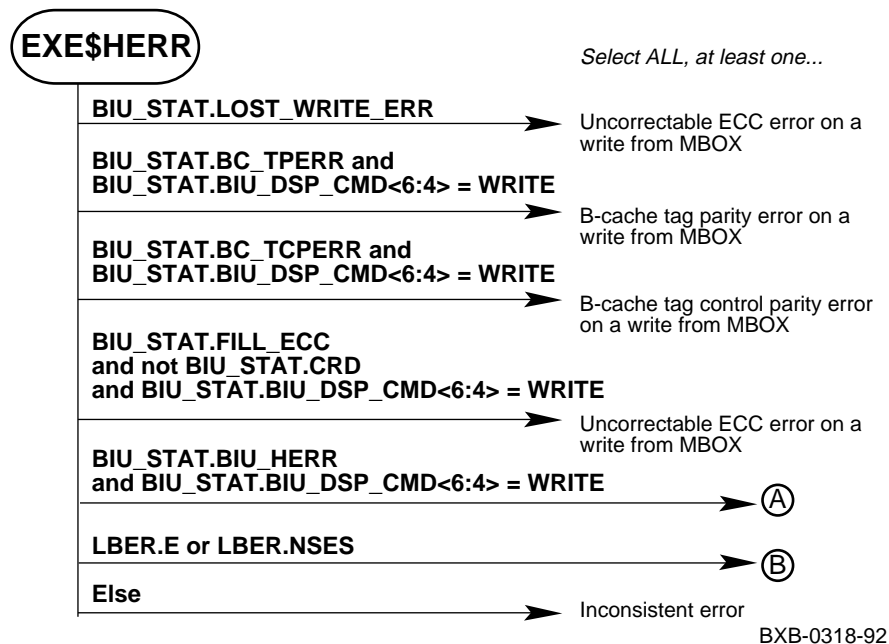 EXE$HERR
Select ALL, at least one...
BIU_STAT.LOST_WRITE_ERR
Uncorrectable ECC error on a
write from MBOX
BIU_STAT.BC_TPERR and
BIU_STAT.BIU_DSP_CMD<6:4> = WRITE
B-cache tag parity error on a
write from MBOX
BIU_STAT.BC_TCPERR and
BIU_STAT.BIU_DSP_CMD<6:4> = WRITE
B-cache tag control parity error
on a write from MBOX
BIU_STAT.FILL_ECC
and not BIU_STAT.CRD
and BIU_STAT.BIU_DSP_CMD<6:4> = WRITE
Uncorrectable ECC error on a
write from MBOX
BIU_STAT.BIU_HERR
and BIU_STAT.BIU_DSP_CMD<6:4> = WRITE
A
LBER.E or LBER.NSES
B
Else
Inconsistent error
BXB-0318-92